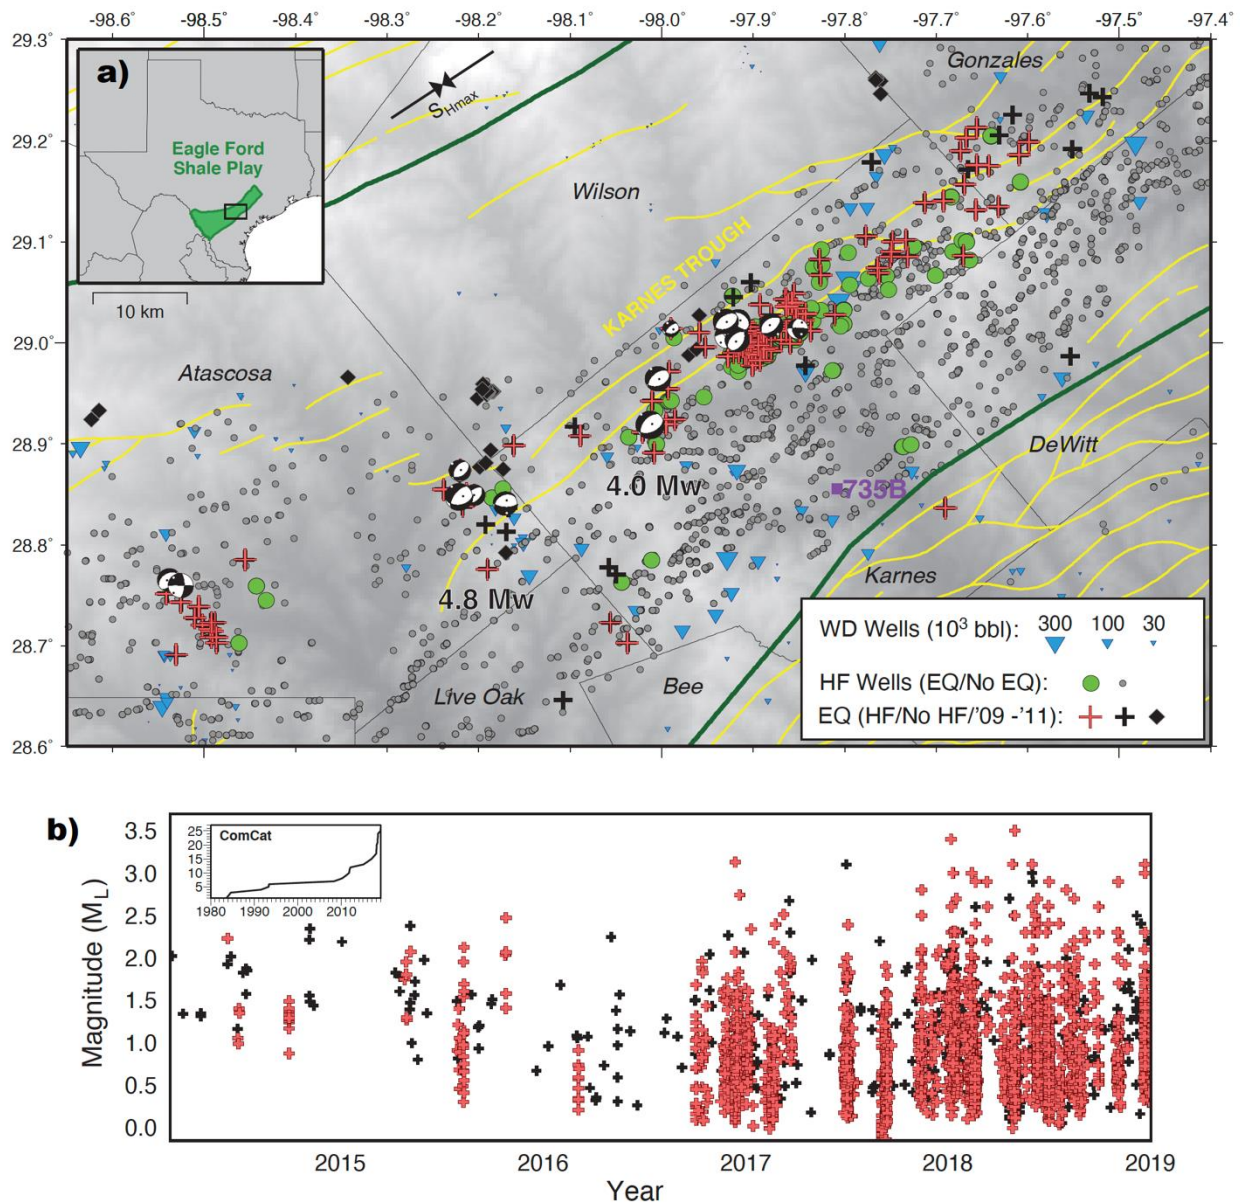 -98.5 -98.4 -98.3 -98.2 -98.1 -98.0 -97.9 -97.8 -97.7 -97.6 -97.5 -97.4
29.3
29.2
29.1
29.0
28.9
28.8
28.7
28.6
a)
Eagle Ford
Shale Play
10 km
SHmax
Gonzales
Wilson
KARNES TROUGH
Atascosa
DeWitt
4.0 Mw
735B
4.8 Mw
Karnes
Live Oak
Bee
WD Wells (10³ bbl): 300 100 30
HF Wells (EQ/No EQ):
EQ (HF/No HF/'09 -'11):
b)
ComCat
25
20
15
10
5
1980 1990 2000 2010
Magnitude (ML)
3.5
3.0
2.5
2.0
1.5
1.0
0.5
0.0
2015 2016 2017 2018 2019
Year